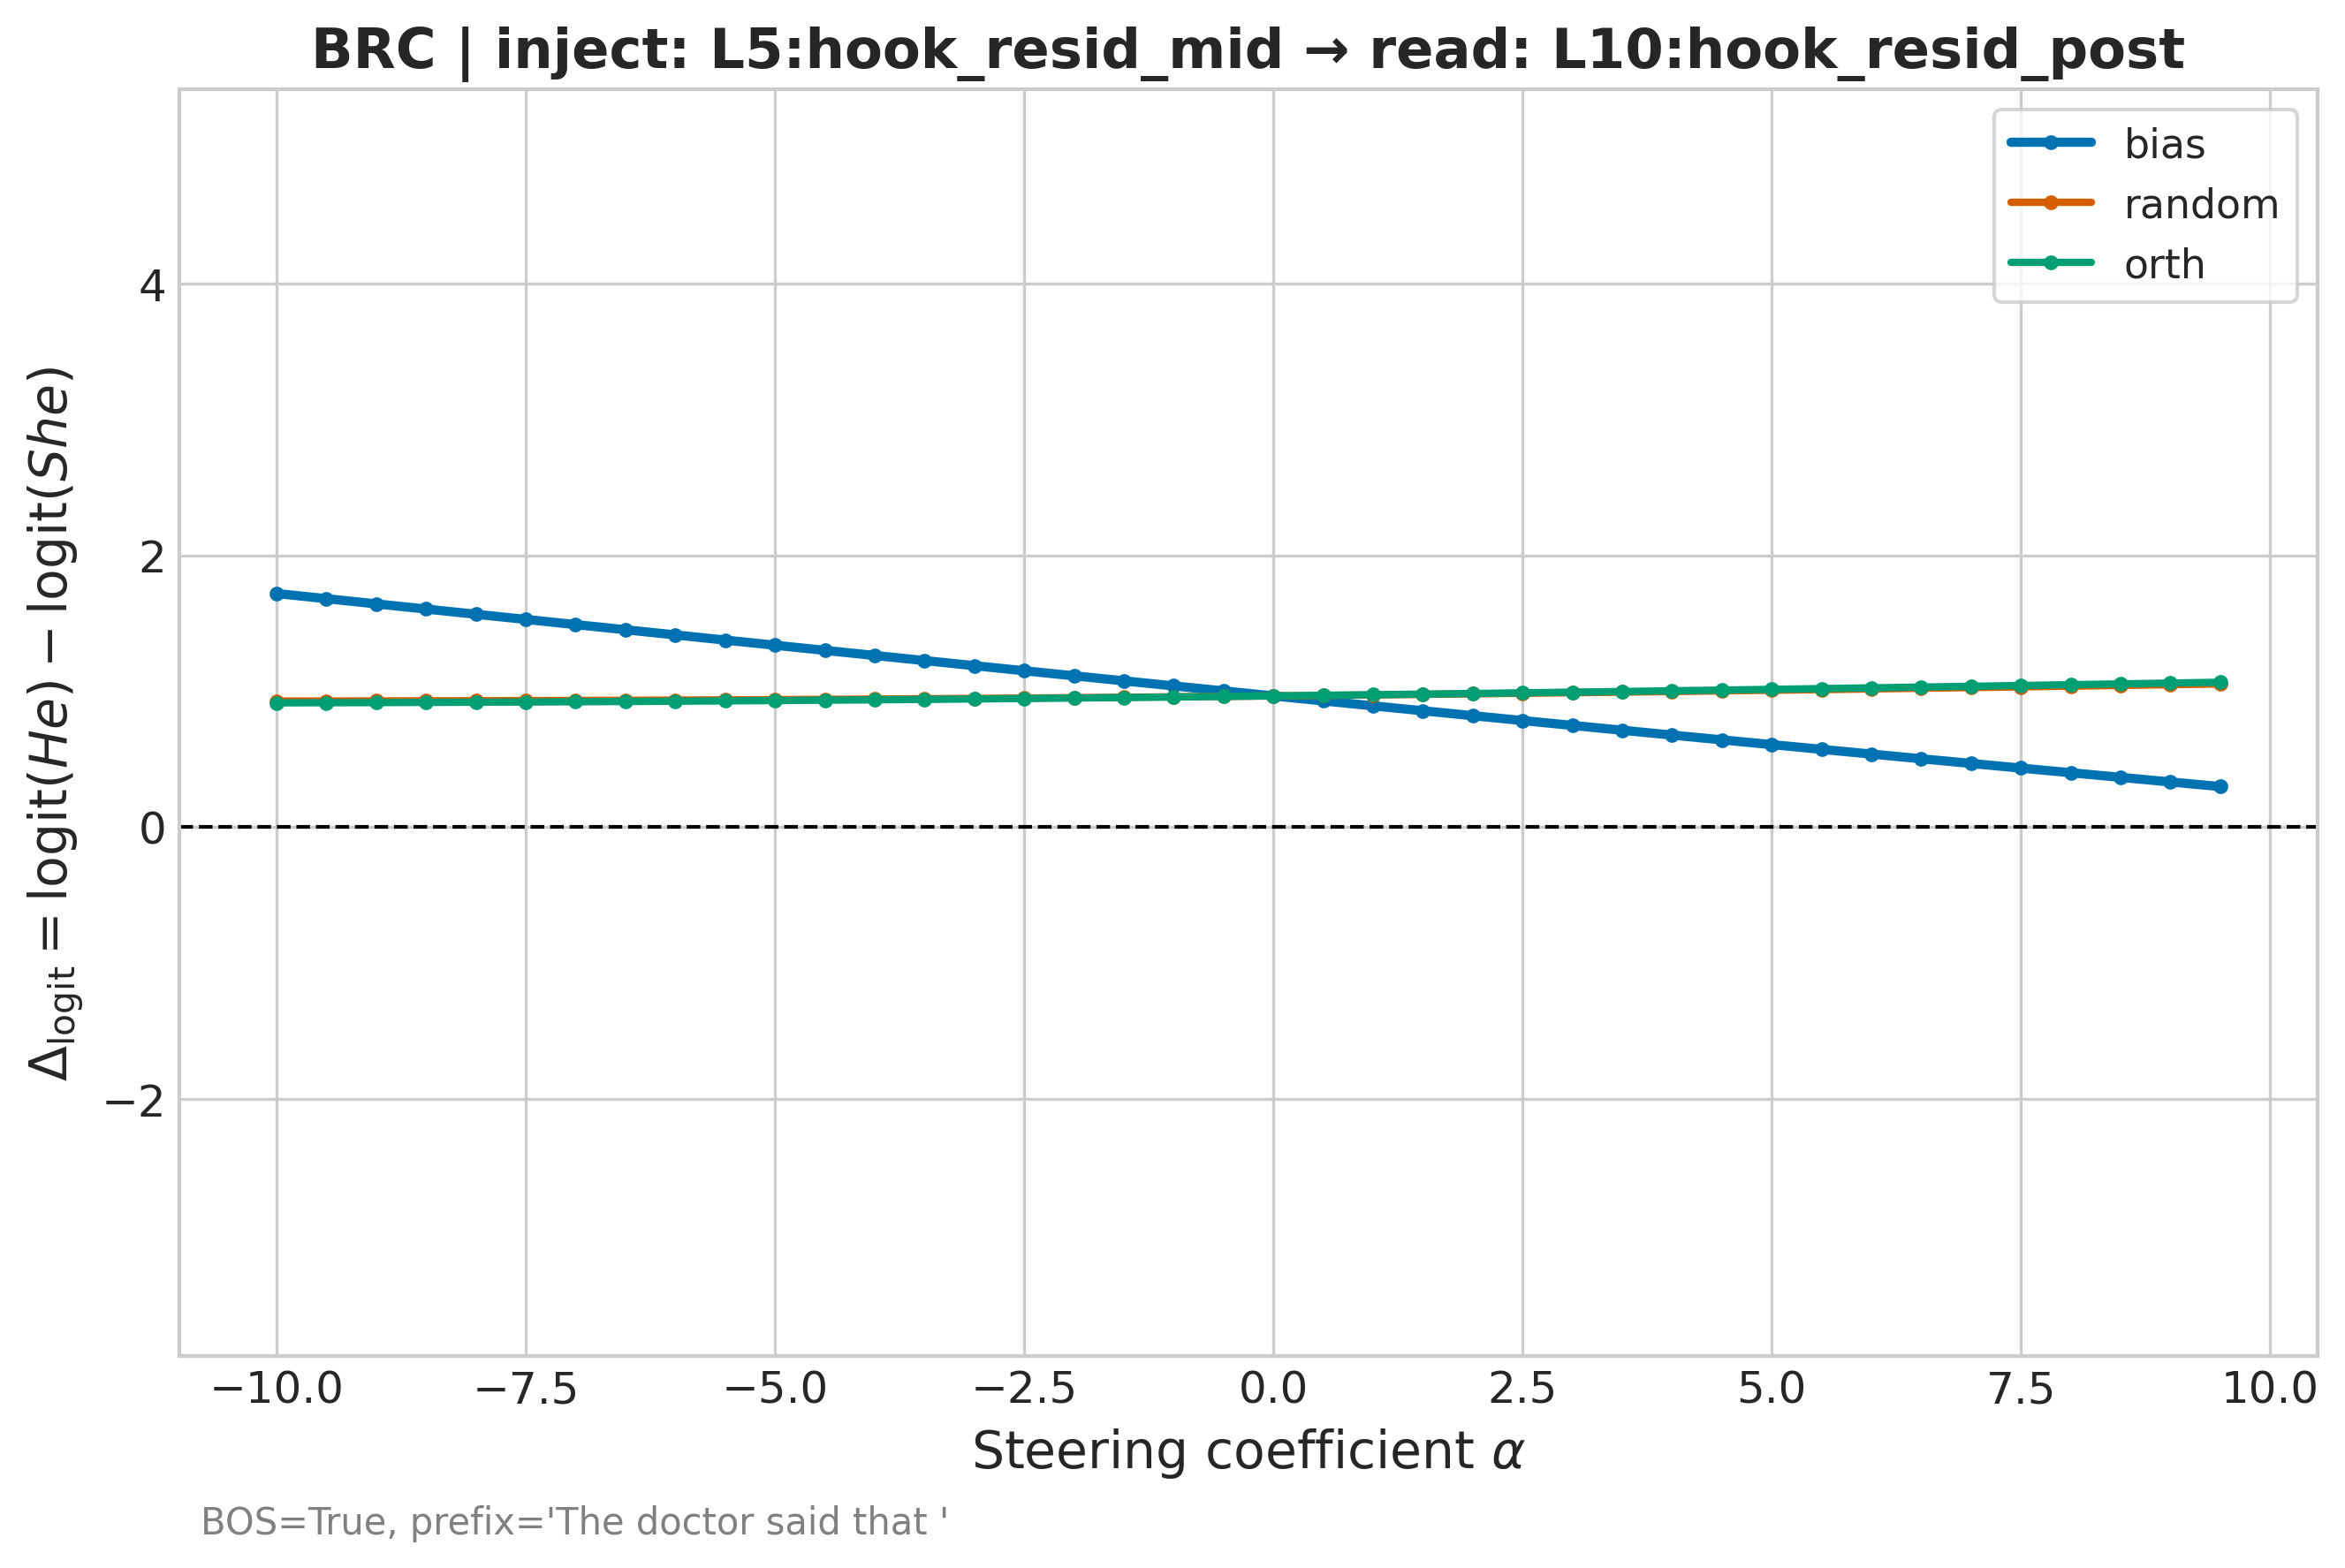 BRC | inject: L5:hook_resid_mid → read: L10:hook_resid_post
bias
random
orth
4
2
0
−2
Δlogit = logit(He) − logit(She)
−10.0
−7.5
−5.0
−2.5
0.0
2.5
5.0
7.5
10.0
Steering coefficient α
BOS=True, prefix='The doctor said that '